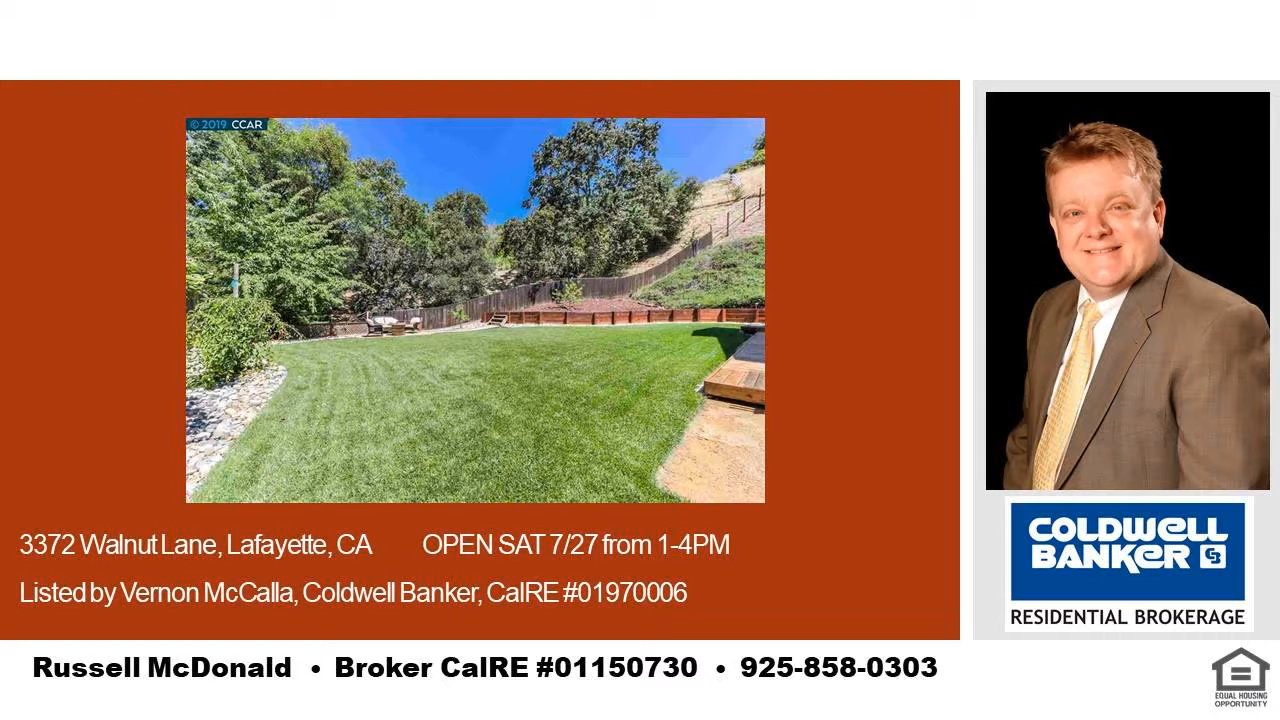 © 2019 CCAR
3372 Walnut Lane, Lafayette, CA OPEN SAT 7/27 from 1-4PM
Listed by Vernon McCalla, Coldwell Banker, CalRE #01970006
COLDWELL
BANKER CB
RESIDENTIAL BROKERAGE
Russell McDonald • Broker CalRE #01150730 • 925-858-0303
EQUAL HOUSING
OPPORTUNITY